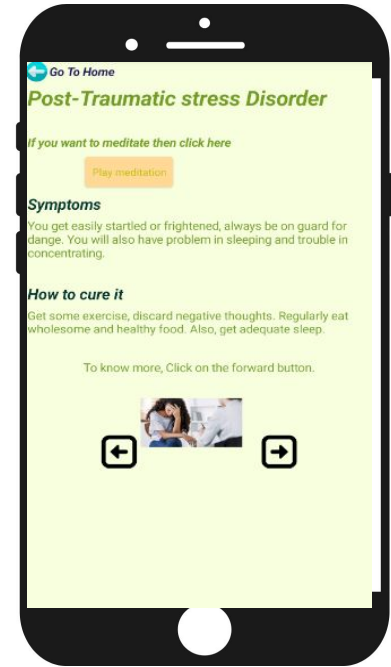 Go To Home
Post-Traumatic stress Disorder
If you want to meditate then click here
Play meditation
Symptoms
You get easily startled or frightened, always be on guard for
dange. You will also have problem in sleeping and trouble in
concentrating.
How to cure it
Get some exercise, discard negative thoughts. Regularly eat
wholesome and healthy food. Also, get adequate sleep.
To know more, Click on the forward button.